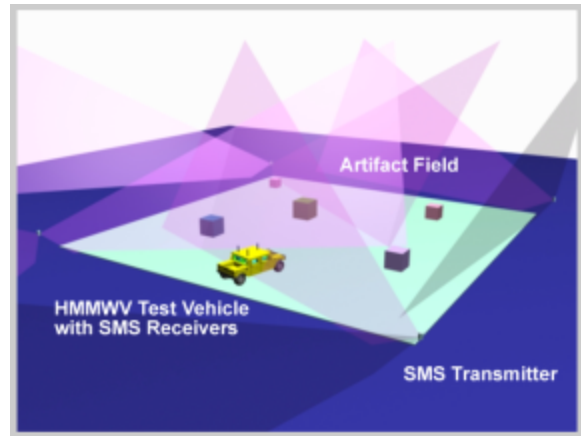 Artifact Field
HMMWV Test Vehicle
with SMS Receivers
SMS Transmitter